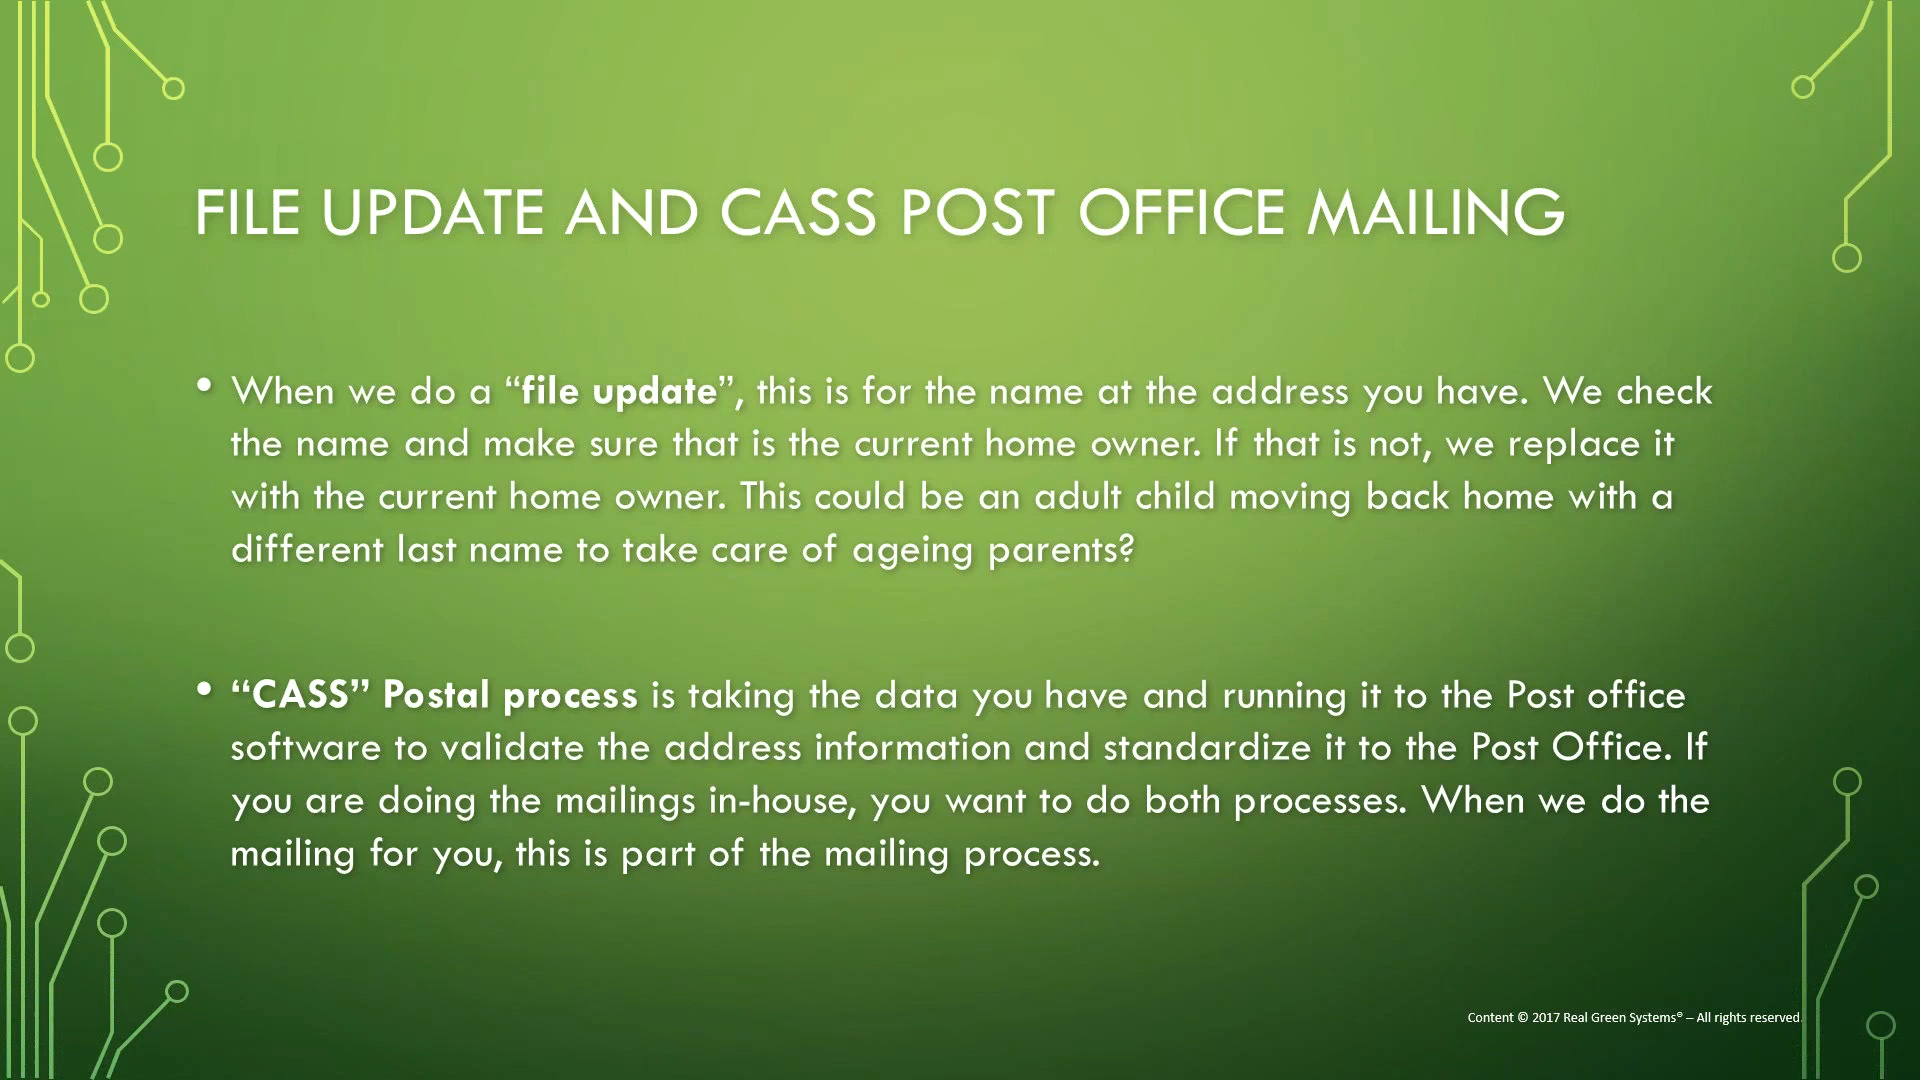 FILE UPDATE AND CASS POST OFFICE MAILING
• When we do a “file update”, this is for the name at the address you have. We check
the name and make sure that is the current home owner. If that is not, we replace it
with the current home owner. This could be an adult child moving back home with a
different last name to take care of ageing parents?
• “CASS” Postal process is taking the data you have and running it to the Post office
software to validate the address information and standardize it to the Post Office. If
you are doing the mailings in-house, you want to do both processes. When we do the
mailing for you, this is part of the mailing process.
Content © 2017 Real Green Systems® – All rights reserved.